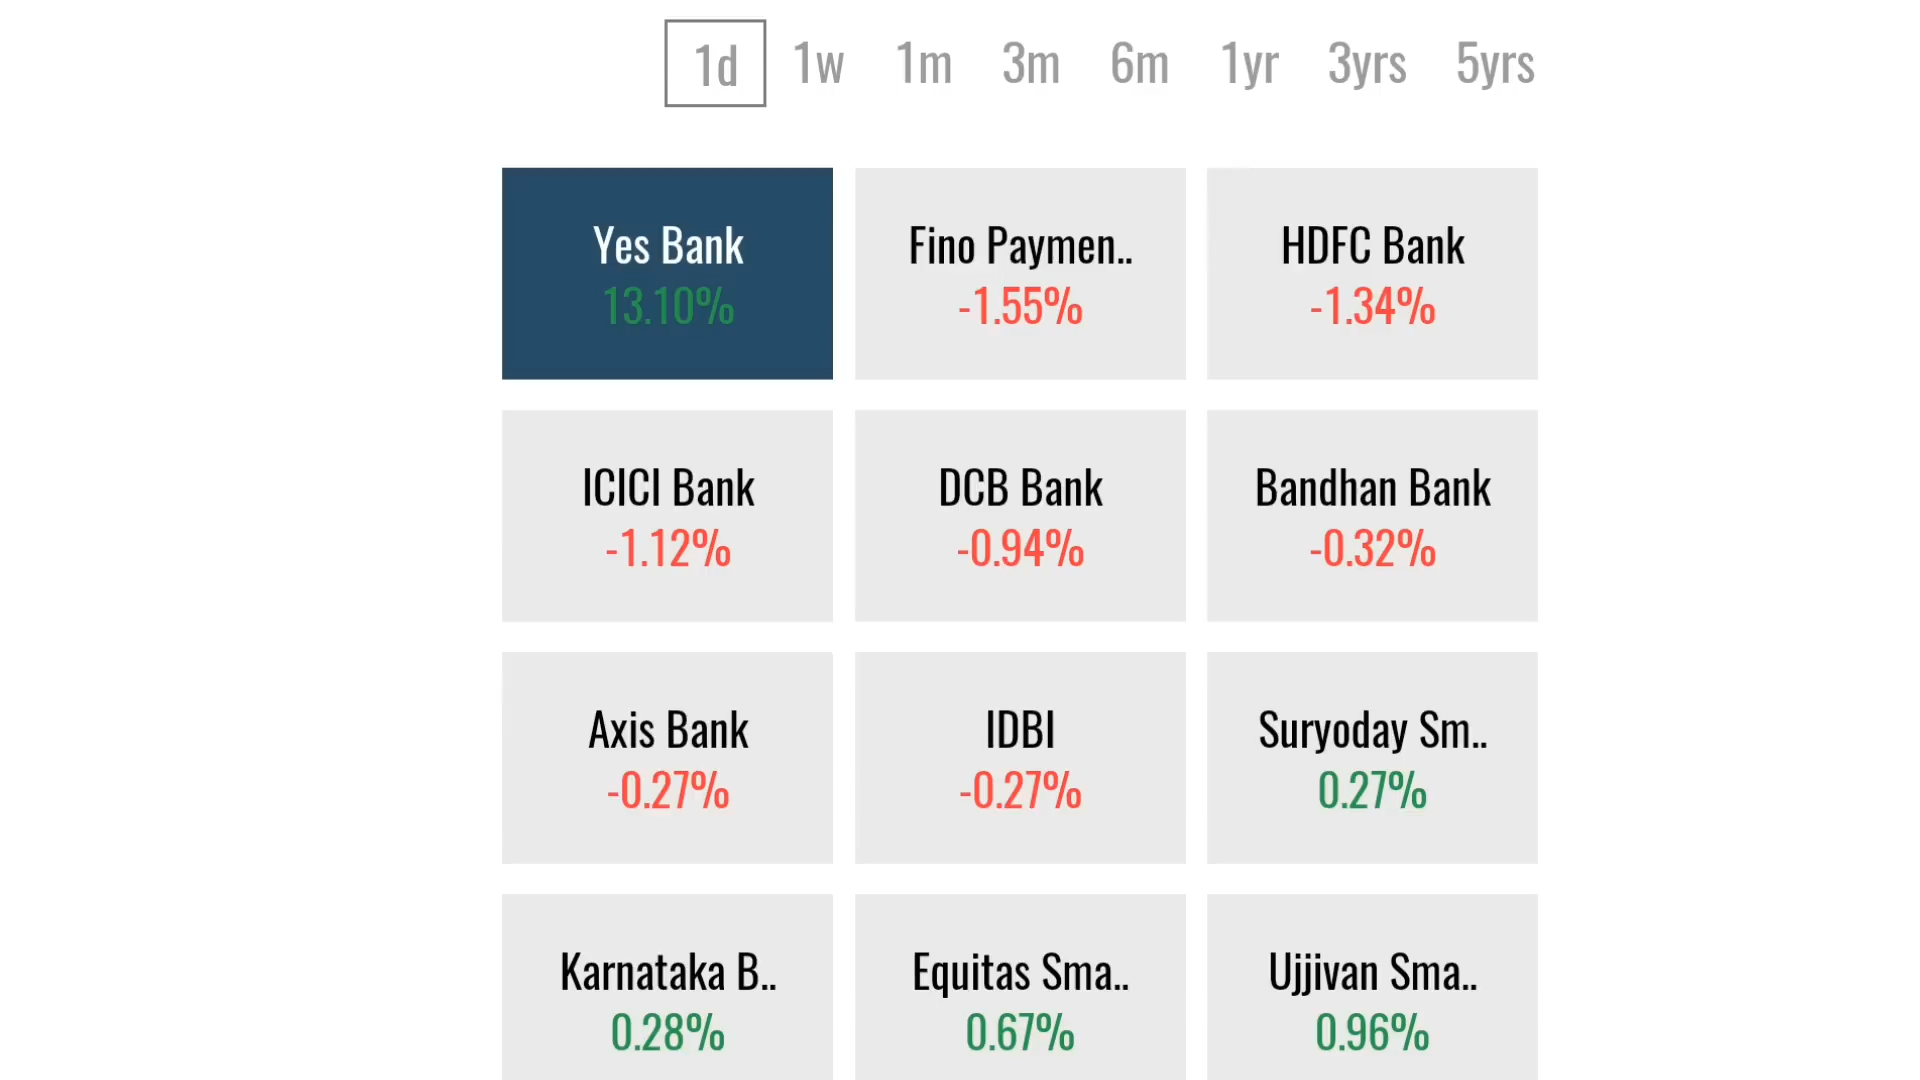 1d 1w 1m 3m 6m 1yr 3yrs 5yrs
Yes Bank
13.10%
Fino Paymen..
-1.55%
HDFC Bank
-1.34%
ICICI Bank
-1.12%
DCB Bank
-0.94%
Bandhan Bank
-0.32%
Axis Bank
-0.27%
IDBI
-0.27%
Suryoday Sm..
0.27%
Karnataka B..
0.28%
Equitas Sma..
0.67%
Ujjivan Sma..
0.96%